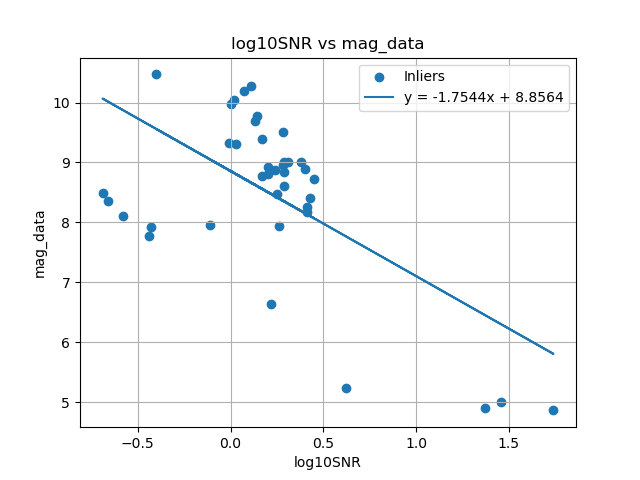 log10SNR vs mag_data
Inliers
y = -1.7544x + 8.8564
mag_data
10
9
8
7
6
5
−0.5 0.0 0.5 1.0 1.5
log10SNR